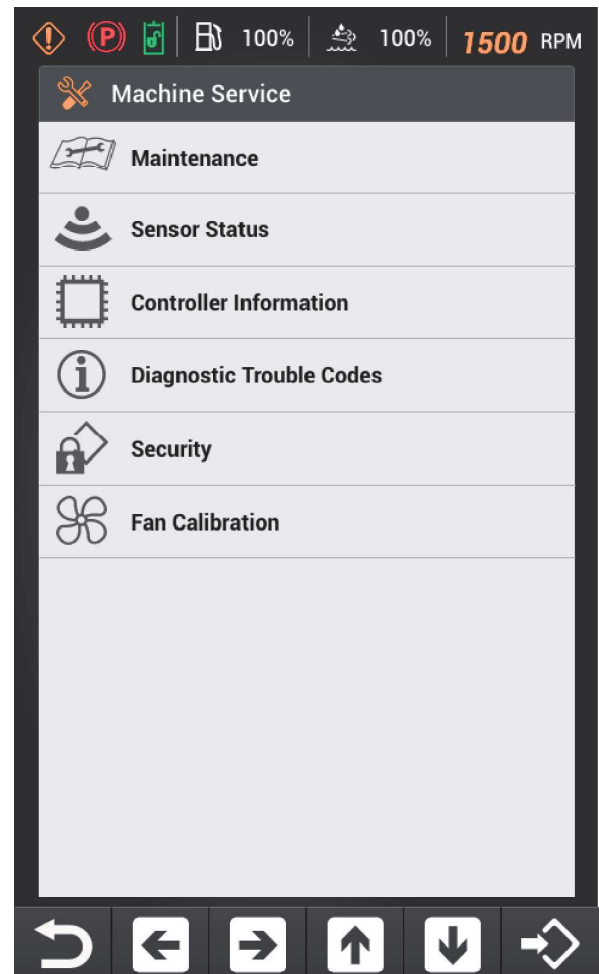 (P) 100% 100% 1500 RPM
Machine Service
Maintenance
Sensor Status
Controller Information
Diagnostic Trouble Codes
Security
Fan Calibration